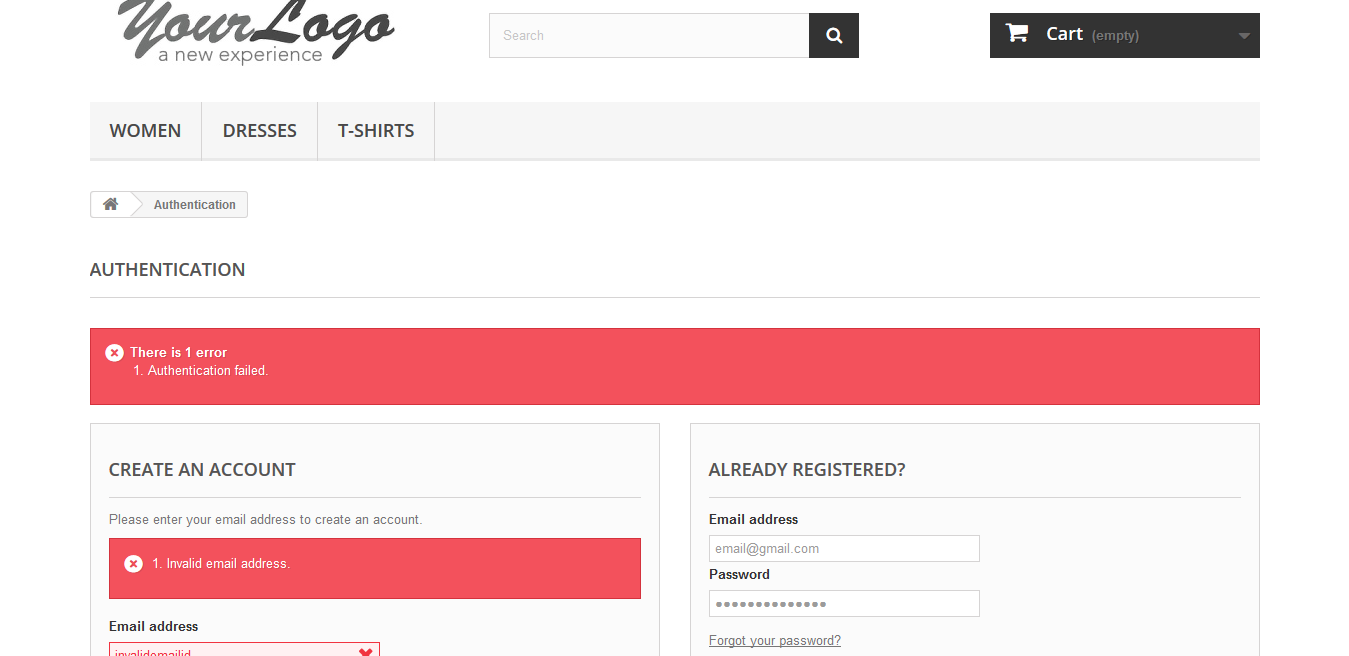 YourLogo
a new experience
Search
Cart (empty)
WOMEN DRESSES T-SHIRTS
Authentication
AUTHENTICATION
There is 1 error
1. Authentication failed.
CREATE AN ACCOUNT
Please enter your email address to create an account.
1. Invalid email address.
Email address
invalidemailid
ALREADY REGISTERED?
Email address
email@gmail.com
Password
••••••••••••••
Forgot your password?